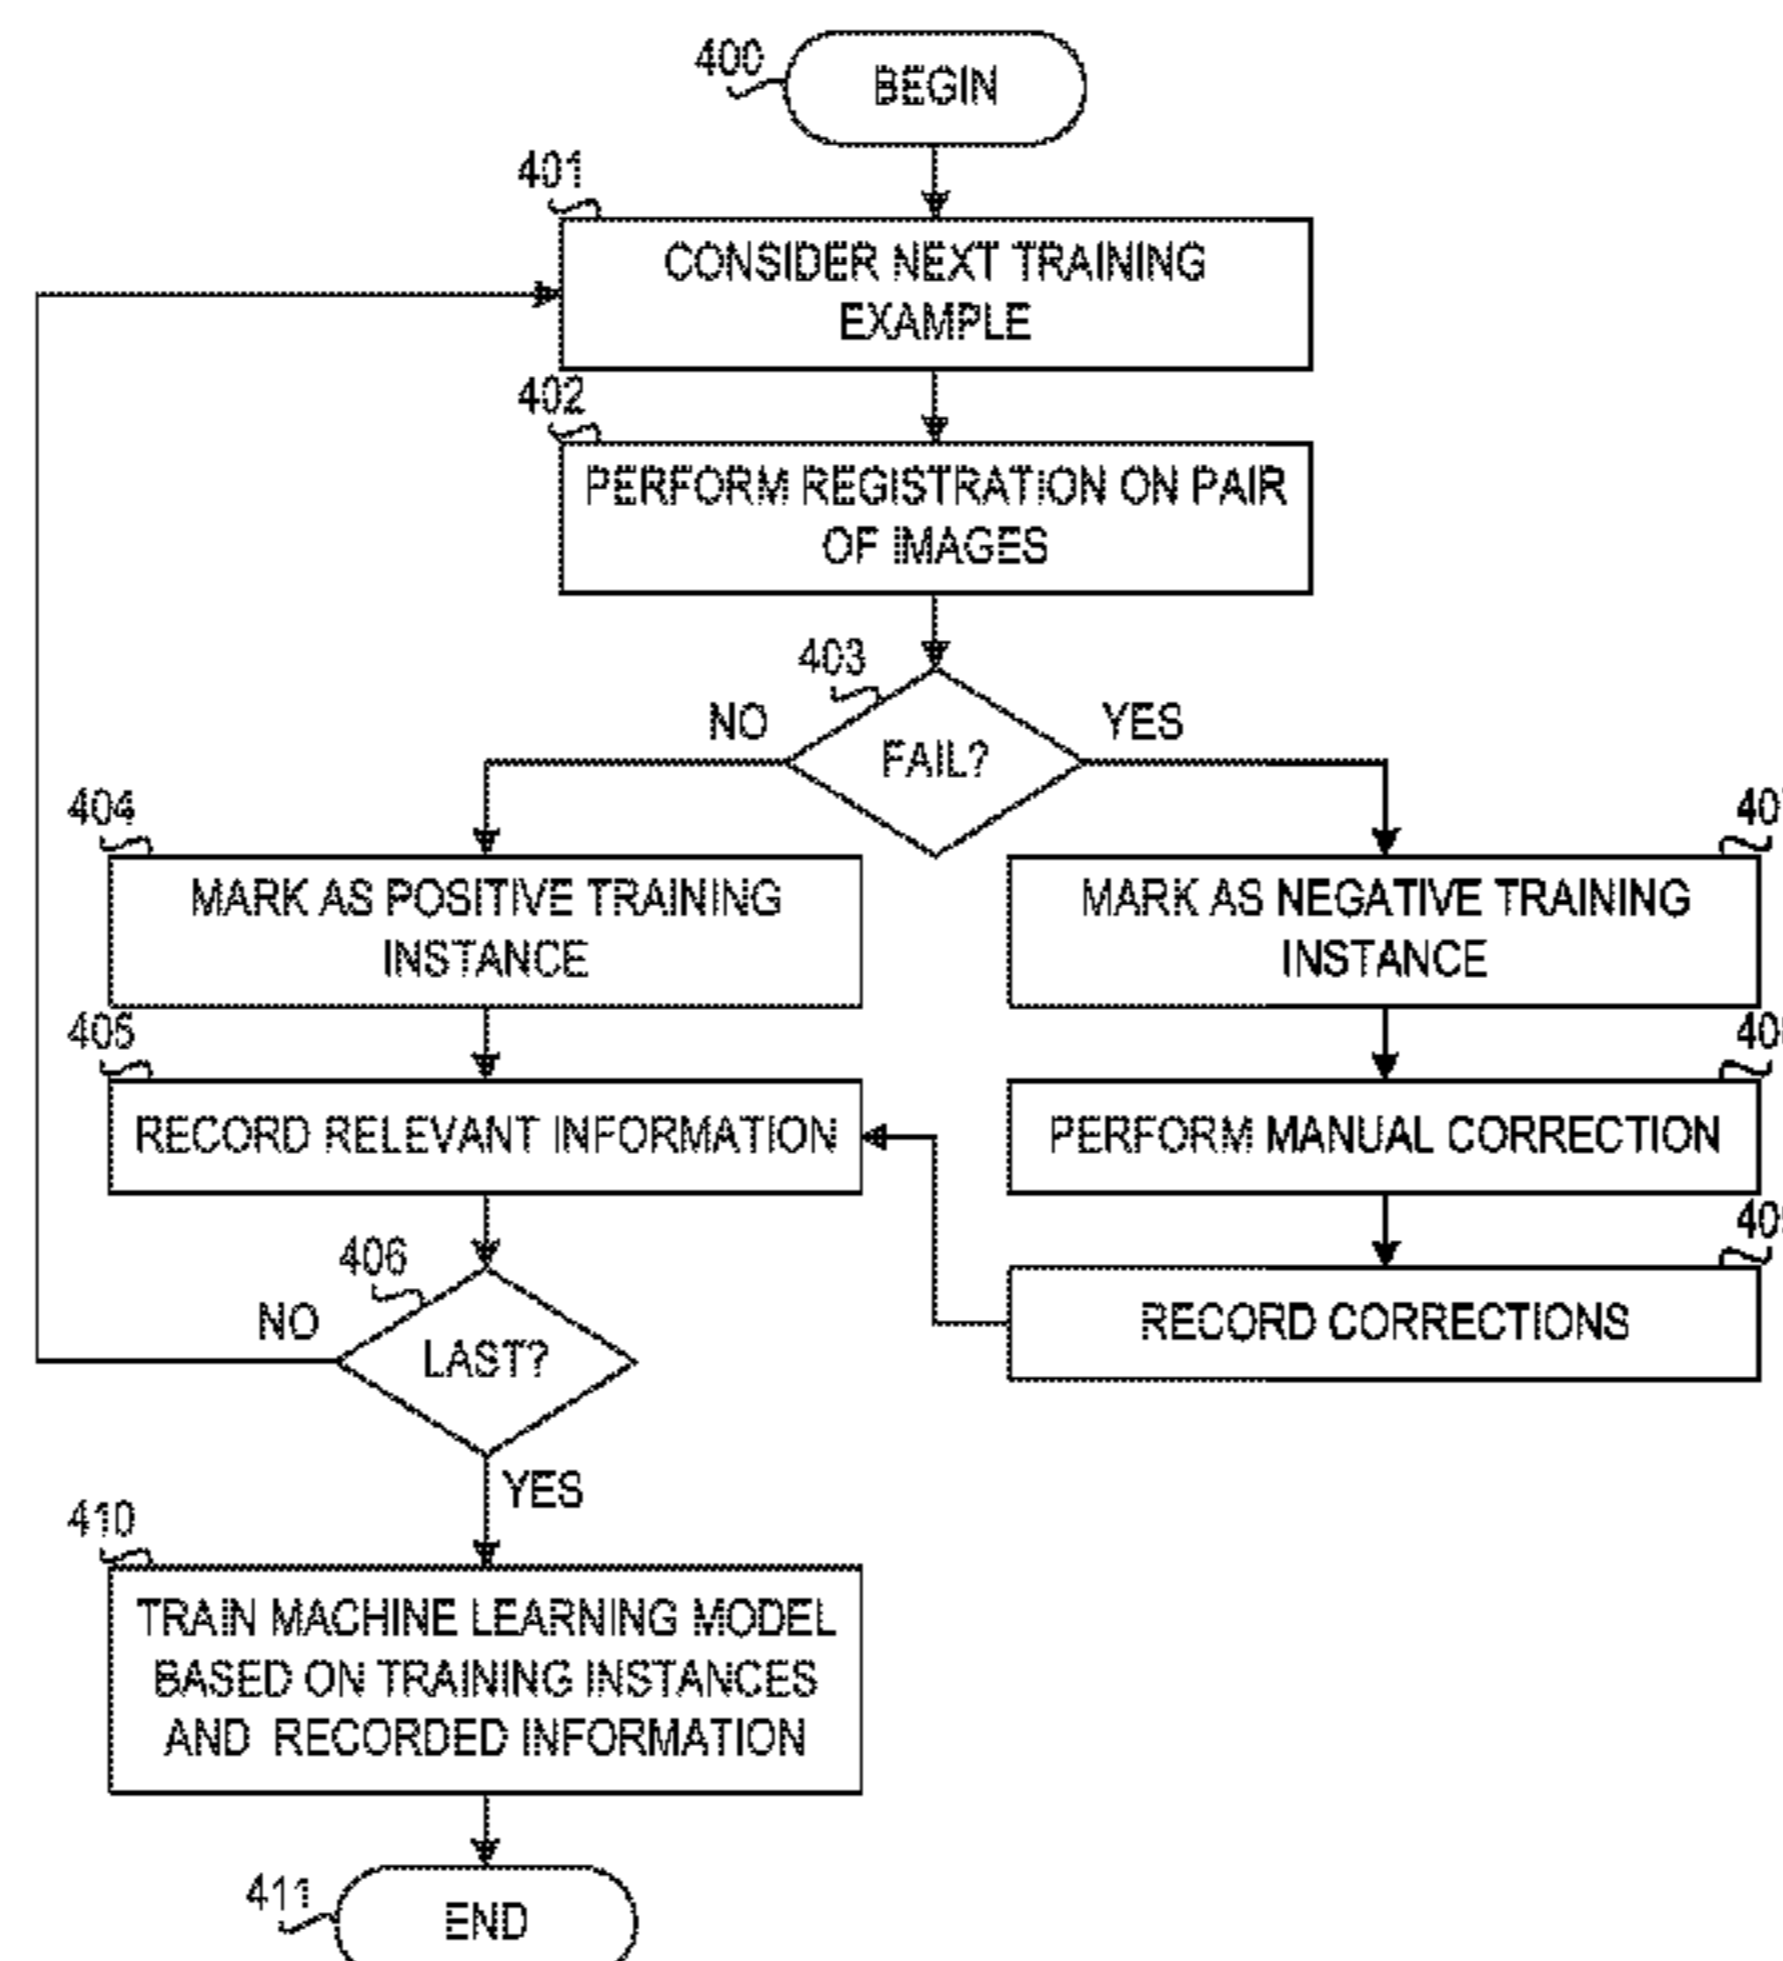 400
BEGIN
401
CONSIDER NEXT TRAINING
EXAMPLE
402
PERFORM REGISTRATION ON PAIR
OF IMAGES
403
NO
FAIL?
YES
404
MARK AS POSITIVE TRAINING
INSTANCE
MARK AS NEGATIVE TRAINING
INSTANCE
405
RECORD RELEVANT INFORMATION
PERFORM MANUAL CORRECTION
406
NO
LAST?
RECORD CORRECTIONS
YES
410
TRAIN MACHINE LEARNING MODEL
BASED ON TRAINING INSTANCES
AND RECORDED INFORMATION
411
END